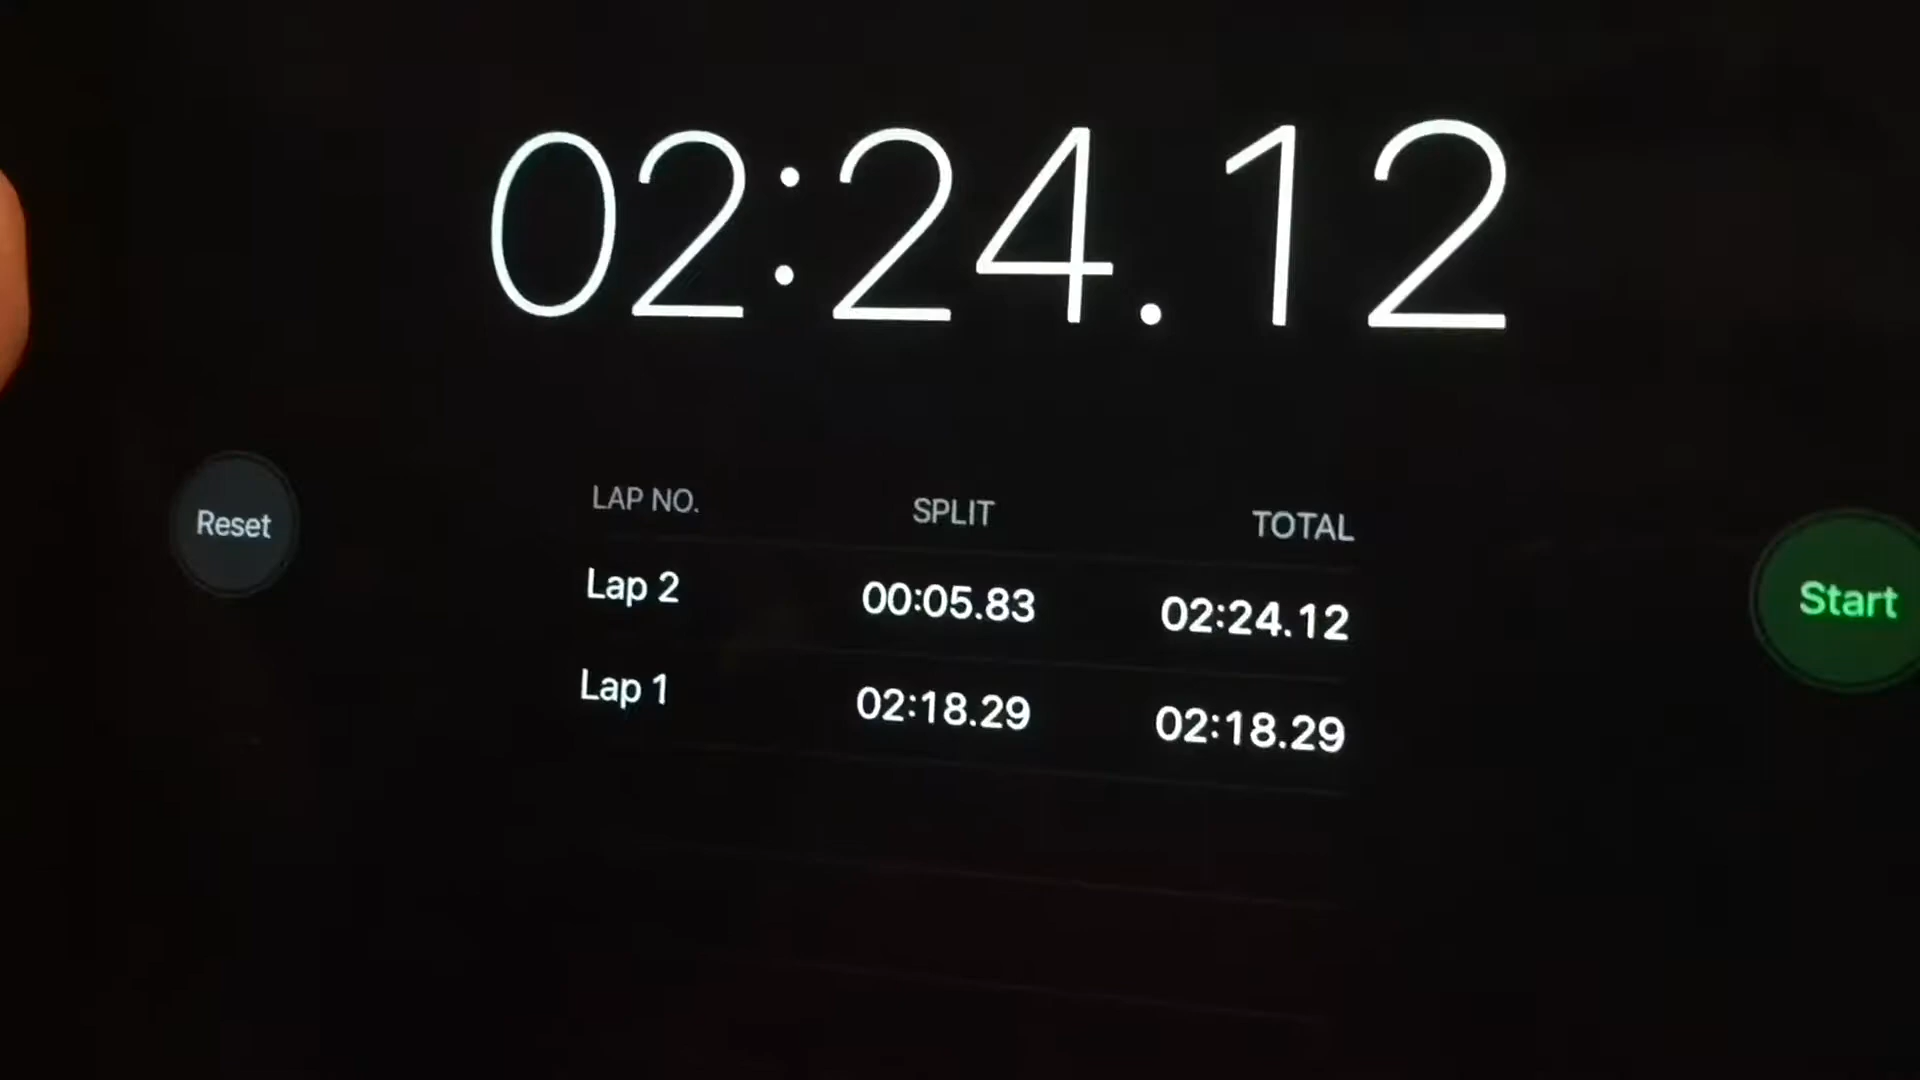 02:24.12
LAP NO. SPLIT TOTAL
Reset
Lap 2 00:05.83 02:24.12
Start
Lap 1 02:18.29 02:18.29